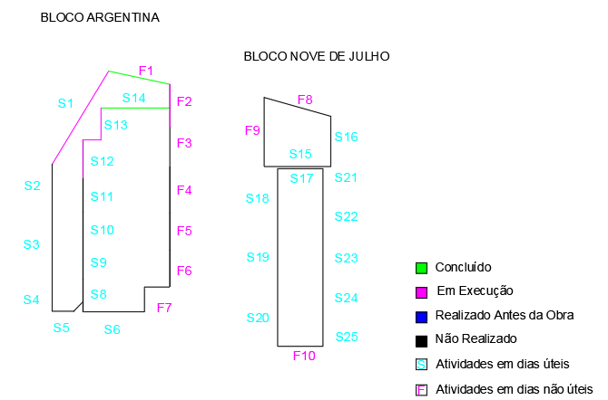 BLOCO ARGENTINA
BLOCO NOVE DE JULHO
F1
S1
S14
F2
S13
F3
S12
S2
S11
F4
S10
F5
S3
S9
F6
S4
S8
F7
S5
S6
F8
F9
S16
S15
S17
S21
S18
S22
S19
S23
S24
S20
S25
F10
Concluído
Em Execução
Realizado Antes da Obra
Não Realizado
S Atividades em dias úteis
F Atividades em dias não úteis